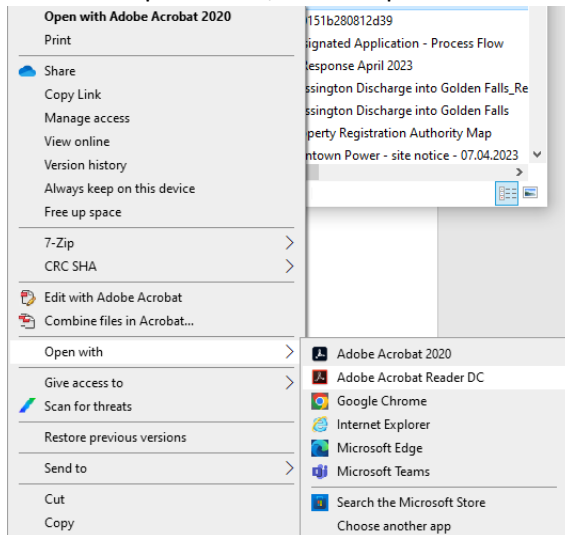 Open with Adobe Acrobat 2020
Print
Share
Copy Link
Manage access
View online
Version history
Always keep on this device
Free up space
7-Zip
CRC SHA
Edit with Adobe Acrobat
Combine files in Acrobat...
Open with
Give access to
Scan for threats
Restore previous versions
Send to
Cut
Copy
151b280812d39
ignated Application - Process Flow
esponse April 2023
ssington Discharge into Golden Falls_Re
ssington Discharge into Golden Falls
perty Registration Authority Map
ntown Power - site notice - 07.04.2023
Adobe Acrobat 2020
Adobe Acrobat Reader DC
Google Chrome
Internet Explorer
Microsoft Edge
Microsoft Teams
Search the Microsoft Store
Choose another app